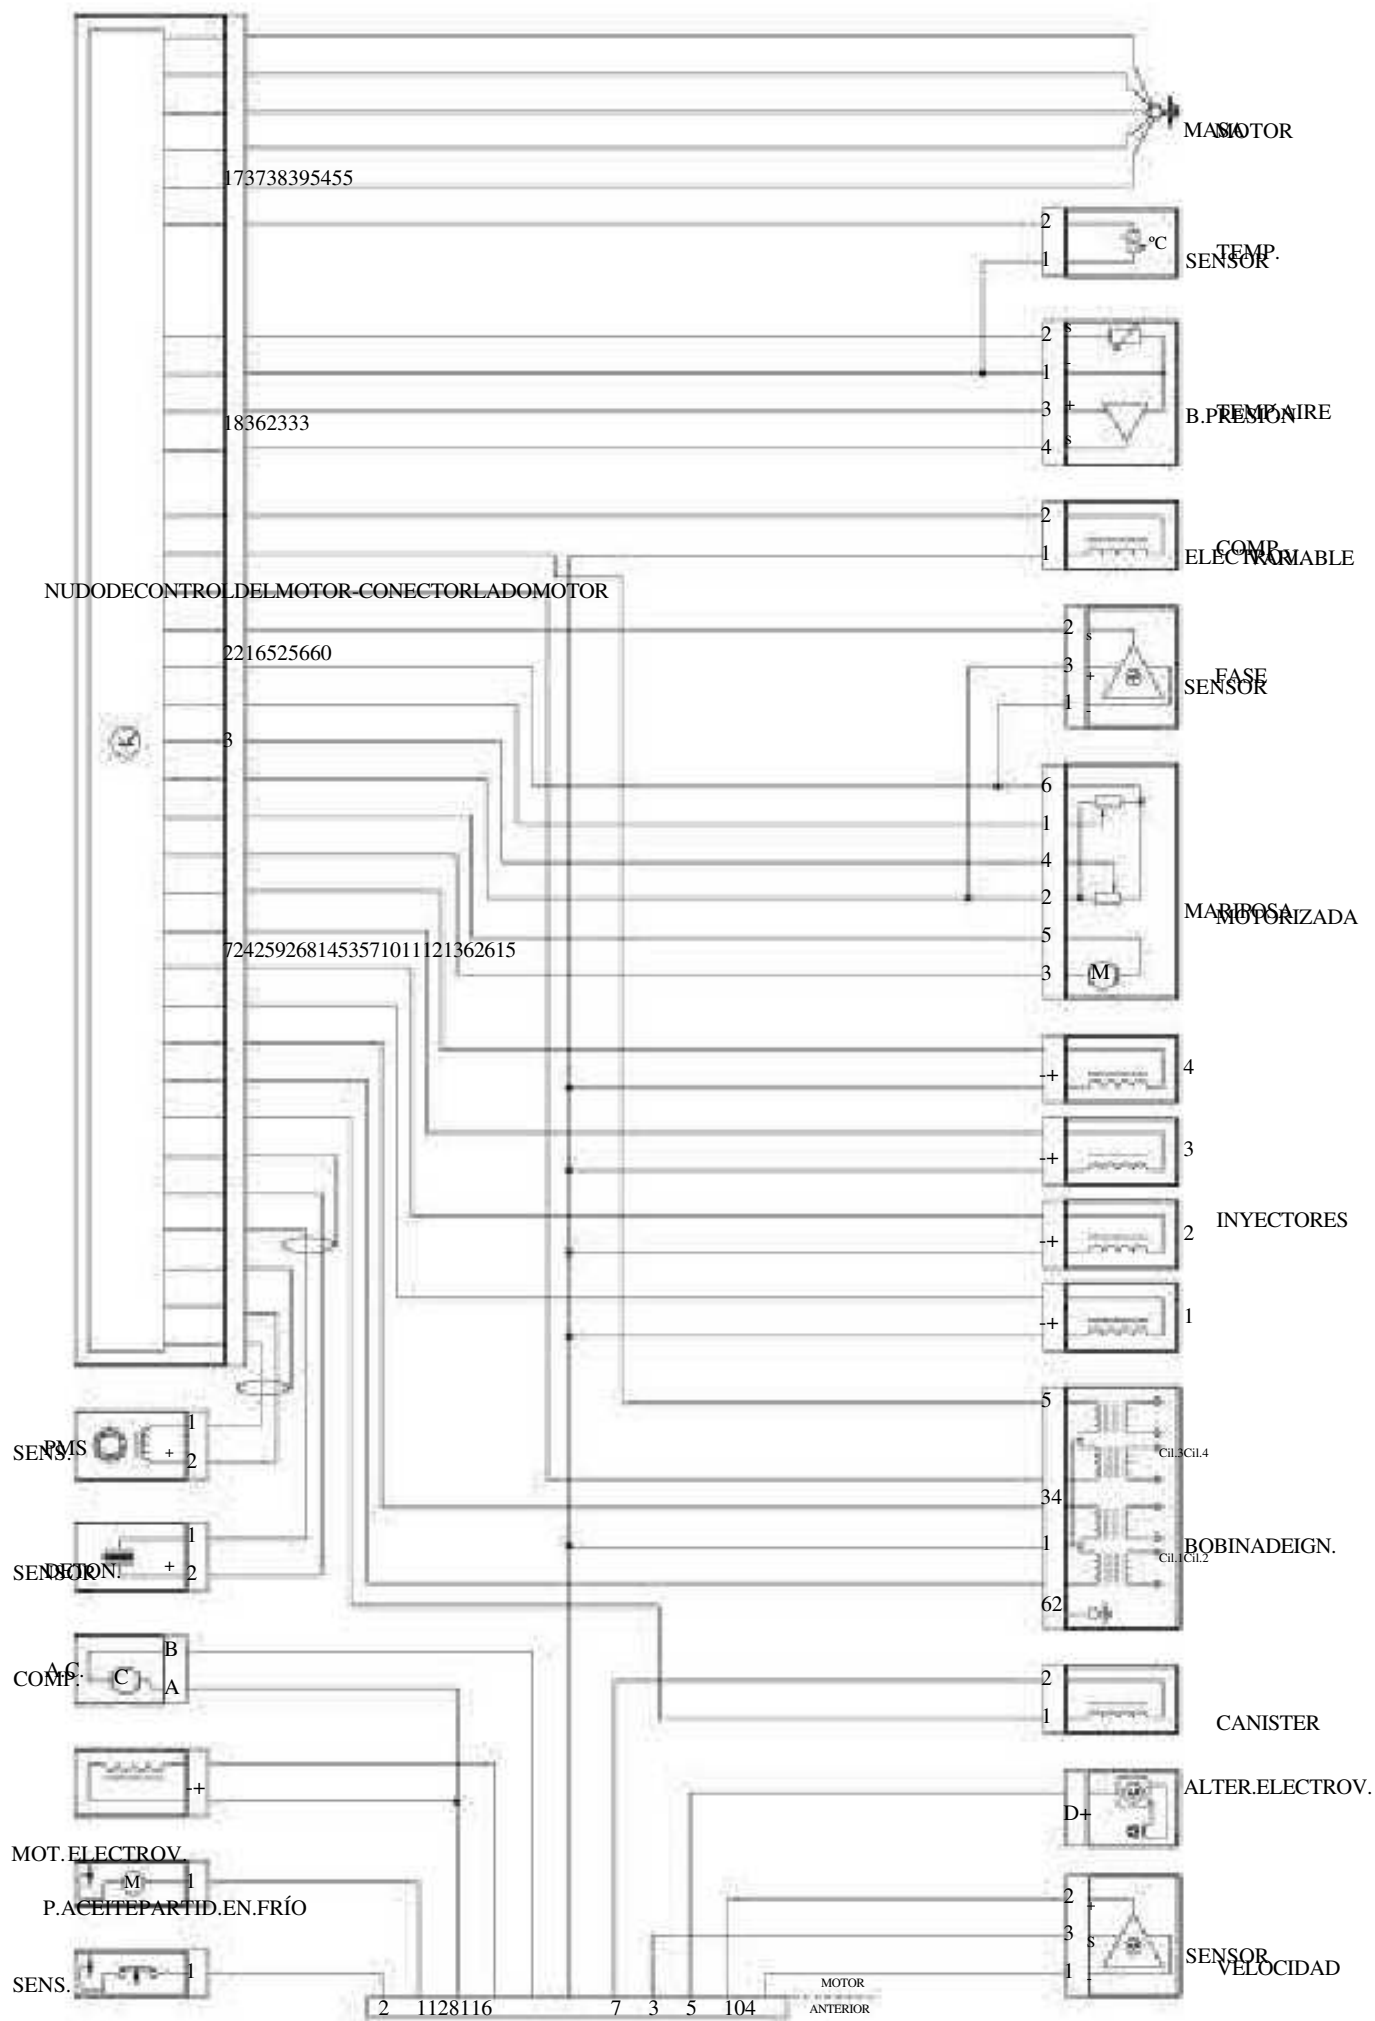 MASA MOTOR
173738395455
2
ºC
TEMP.
1
SENSOR
2
s
-
1
3
+
TEMP.AIRE
B.PRESIÓN
18362333
4
s
2
COMP.
1
ELECTROV.
VARIABLE
NUDODECONTROLDELMOTOR-CONECTORLADOMOTOR
2
s
2216525660
3
+
FASE
SENSOR
1
-
K
3
6
1
4
2
MARIPOSA
MOTORIZADA
5
7242592681453571011121362615
3
M
4
-+
3
-+
INYECTORES
2
-+
1
-+
5
1
PMS
SENS.
+
2
Cil.3Cil.4
34
1
1
BOBINADEIGN.
Cil.1Cil.2
DETON.
SENSOR
+
2
62
B
A.C.
COMP.
C
A
2
1
CANISTER
-+
ALTER.ELECTROV.
D+
MOT.ELECTROV.
M
1
P.ACEITEPARTID.EN.FRÍO
2
+
3
S
SENSOR
VELOCIDAD
SENS.
1
1
-
MOTOR
2
1128116
7
3
5
104
ANTERIOR